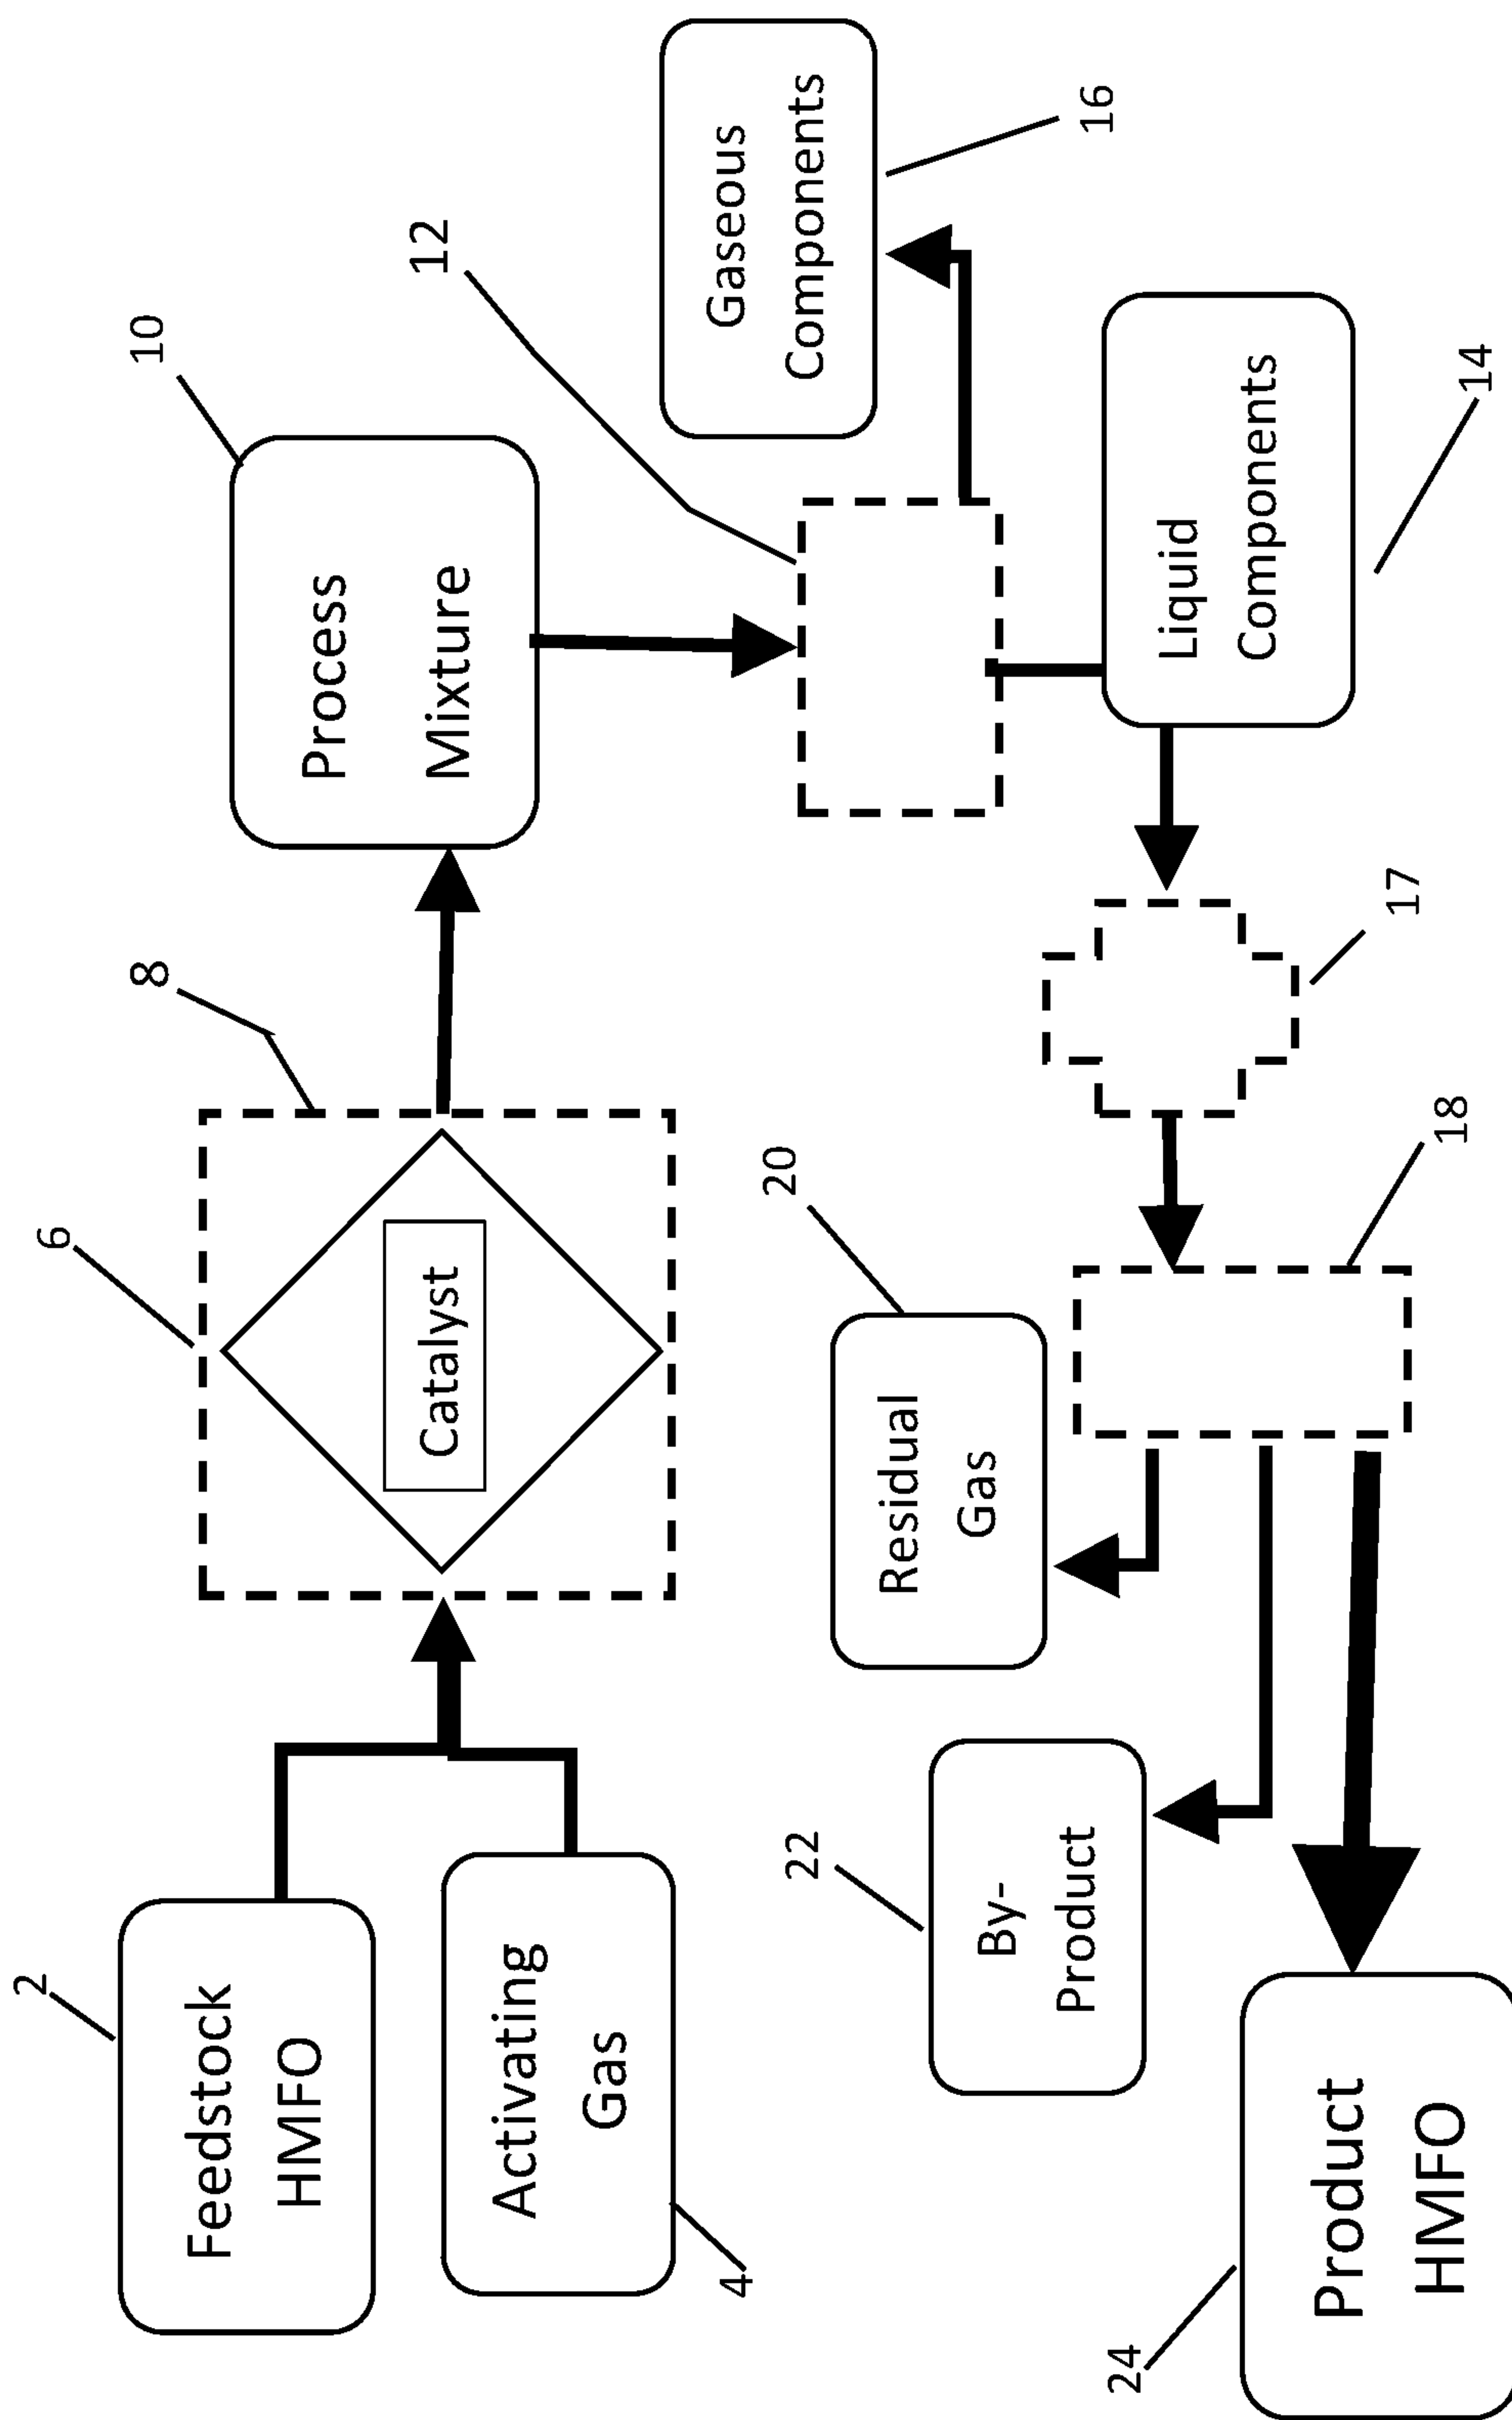 2
Feedstock
HMFO
Activating
Gas
4
6
Catalyst
8
10
Process
Mixture
12
Gaseous
Components
16
Liquid
Components
14
17
18
20
Residual
Gas
22
By-
Product
24
Product
HMFO